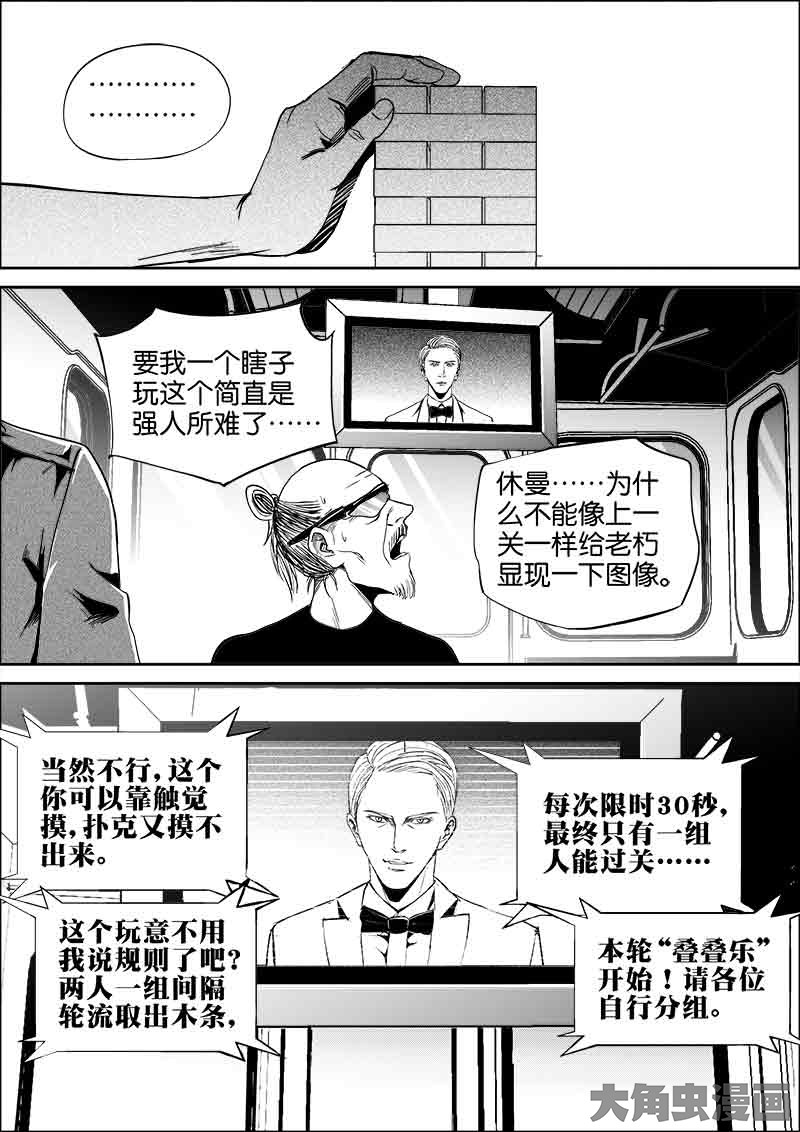 …………
…………
要我一个瞎子
玩这个简直是
强人所难了……
休曼……为什
么不能像上一
关一样给老朽
显现一下图像。
当然不行，这个
你可以靠触觉
摸，扑克又摸不
出来。
这个玩意不用
我说规则了吧？
两人一组间隔
轮流取出木条，
每次限时30秒，
最终只有一组
人能过关……
本轮“叠叠乐”
开始！请各位
自行分组。
大角虫漫画